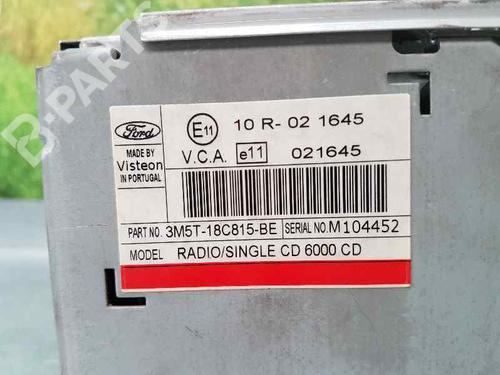 B-PARTS
Ford
E11
10 R- 02 1645
MADE BY
Visteon
IN PORTUGAL
V.C.A. e11 021645
PART NO. 3M5T-18C815-BE SERIAL NO. M104452
MODEL RADIO/SINGLE CD 6000 CD